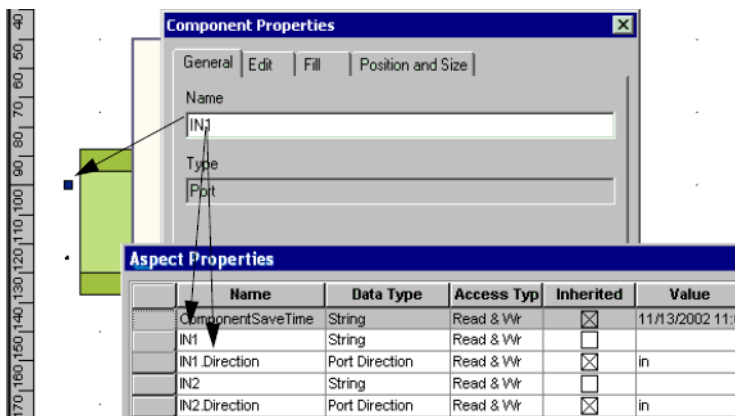 Component Properties
General Edit Fill Position and Size
Name
IN1
Type
Port
40 50 60 70 80 90 100 110 120 130 140 150 160 170
Aspect Properties
Name Data Type Access Typ Inherited Value
ComponentSaveTime String Read & Wr 11/13/2002 11:
IN1 String Read & Wr
IN1.Direction Port Direction Read & Wr in
IN2 String Read & Wr
IN2.Direction Port Direction Read & Wr in